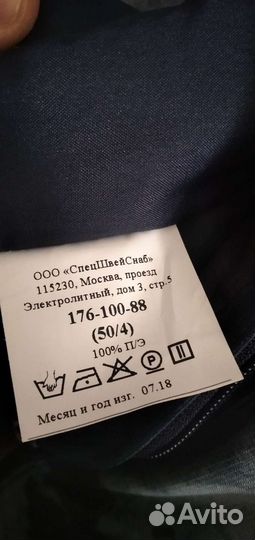 ООО «СпецШвейСнаб»
115230, Москва, проезд
Электролитный, дом 3, стр.5
176-100-88
(50/4)
100% П/Э
P
Месяц и год изг. 07.18
Avito